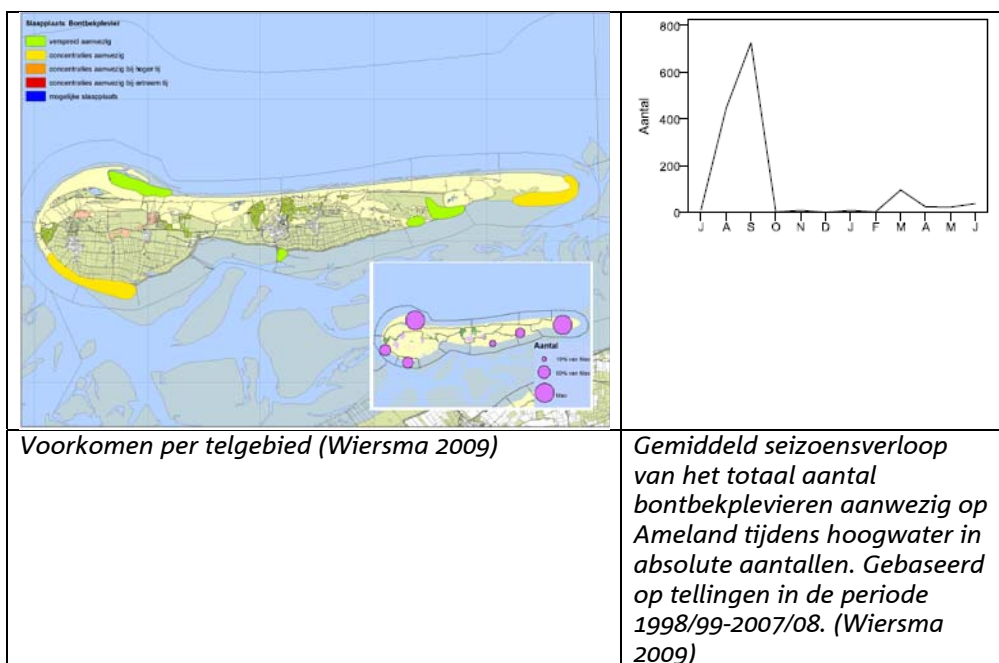 Slaapplaats Bontbekplevier
verspreid aanwezig
concentraties aanwezig
concentraties aanwezig bij hoger tij
concentraties aanwezig bij extreem tij
mogelijke slaapplaats
Aantal
10% van Max
50% van Max
Max
800
600
400
200
0
Aantal
J A S O N D J F M A M J
Voorkomen per telgebied (Wiersma 2009)
Gemiddeld seizoensverloop
van het totaal aantal
bontbekplevieren aanwezig op
Ameland tijdens hoogwater in
absolute aantallen. Gebaseerd
op tellingen in de periode
1998/99-2007/08. (Wiersma
2009)